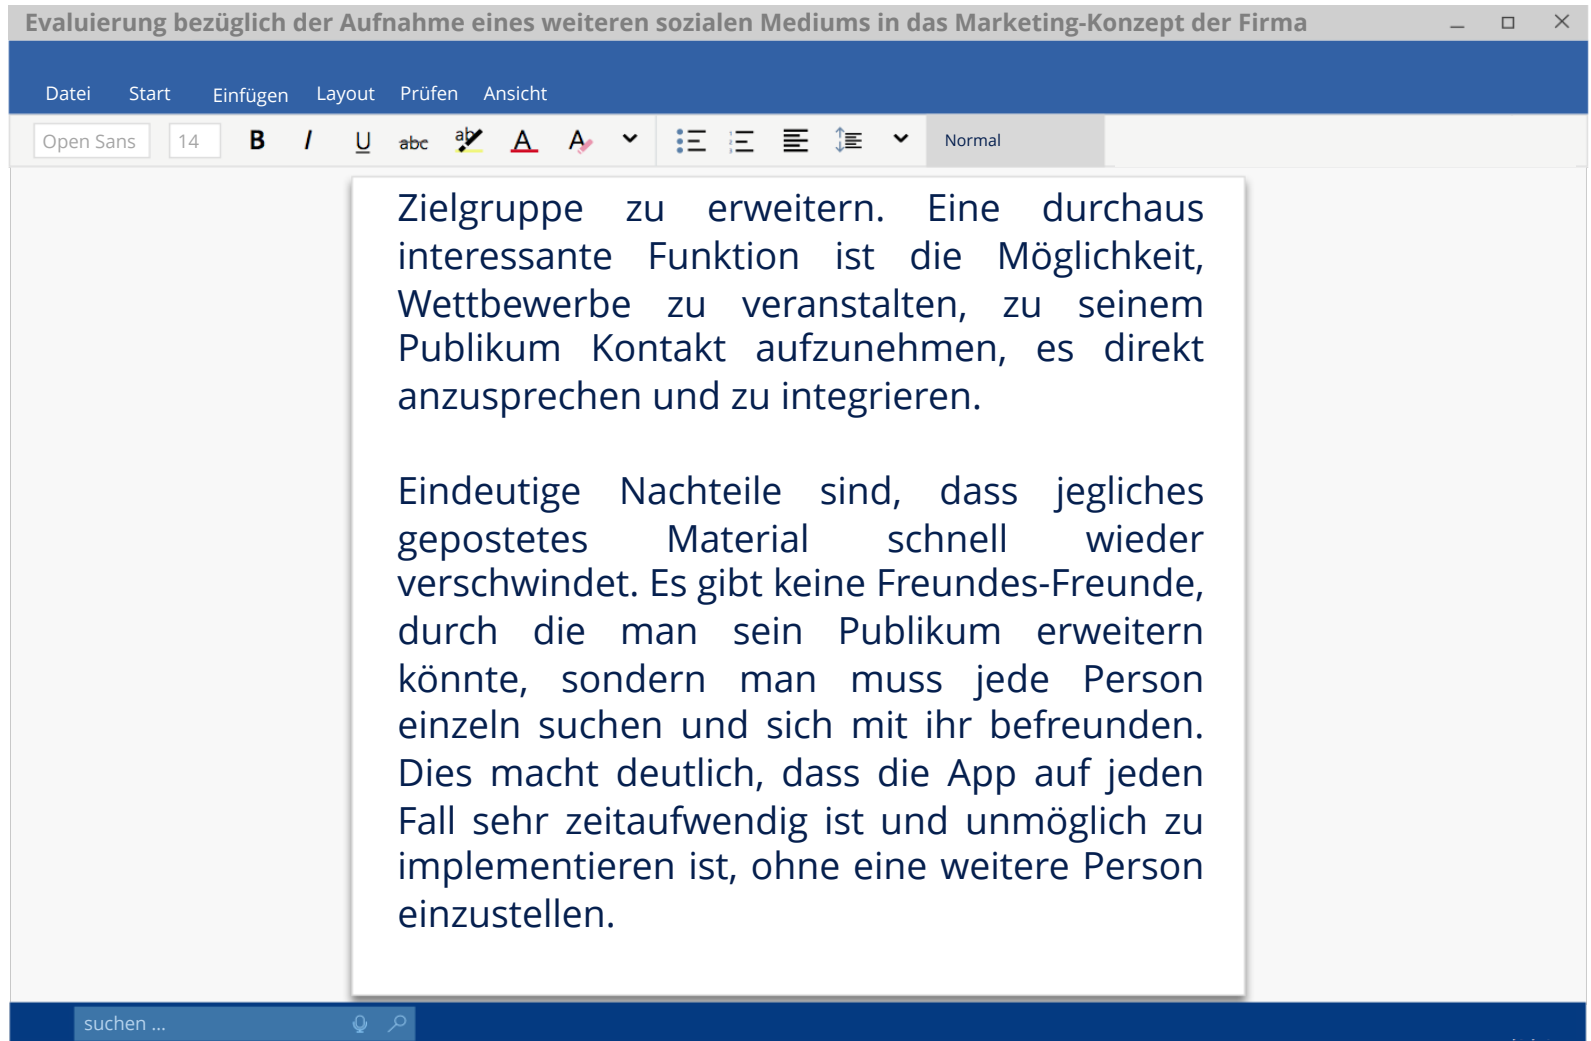 Evaluierung bezüglich der Aufnahme eines weiteren sozialen Mediums in das Marketing-Konzept der Firma
Datei Start Einfügen Layout Prüfen Ansicht
Open Sans 14 B I U abc ab A A Normal
Zielgruppe zu erweitern. Eine durchaus
interessante Funktion ist die Möglichkeit,
Wettbewerbe zu veranstalten, zu seinem
Publikum Kontakt aufzunehmen, es direkt
anzusprechen und zu integrieren.
Eindeutige Nachteile sind, dass jegliches
gepostetes Material schnell wieder
verschwindet. Es gibt keine Freundes-Freunde,
durch die man sein Publikum erweitern
könnte, sondern man muss jede Person
einzeln suchen und sich mit ihr befreunden.
Dies macht deutlich, dass die App auf jeden
Fall sehr zeitaufwendig ist und unmöglich zu
implementieren ist, ohne eine weitere Person
einzustellen.
suchen ...